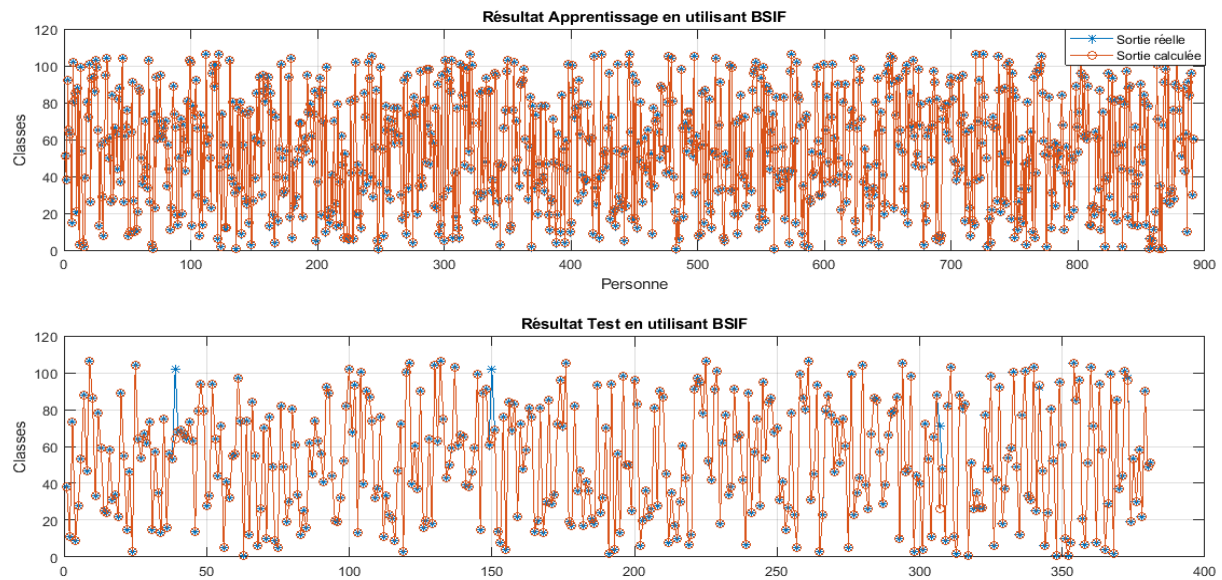 Résultat Apprentissage en utilisant BSIF
120
100
80
60
40
20
0
Classes
Sortie réelle
Sortie calculée
0 100 200 300 400 500 600 700 800 900
Personne
Résultat Test en utilisant BSIF
120
100
80
60
40
20
0
Classes
0 50 100 150 200 250 300 350 400